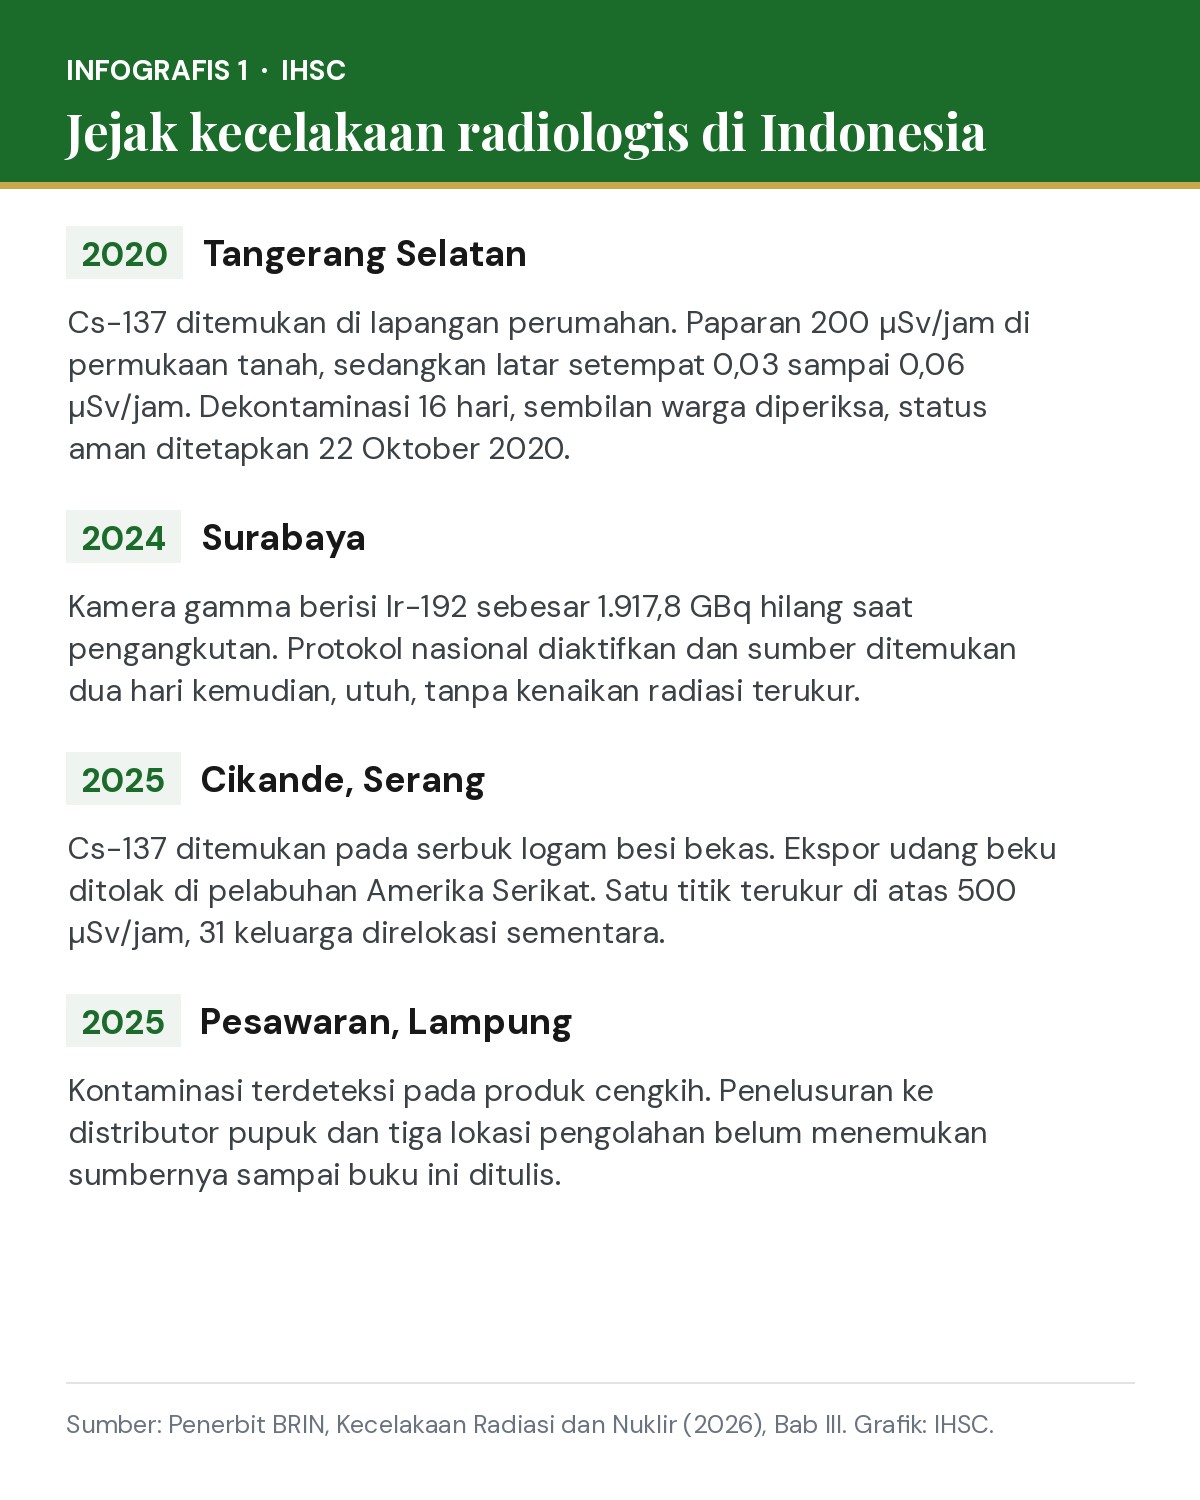 INFOGRAFIS 1 · IHSC
Jejak kecelakaan radiologis di Indonesia
2020 Tangerang Selatan
Cs-137 ditemukan di lapangan perumahan. Paparan 200 µSv/jam di
permukaan tanah, sedangkan latar setempat 0,03 sampai 0,06
µSv/jam. Dekontaminasi 16 hari, sembilan warga diperiksa, status
aman ditetapkan 22 Oktober 2020.
2024 Surabaya
Kamera gamma berisi Ir-192 sebesar 1.917,8 GBq hilang saat
pengangkutan. Protokol nasional diaktifkan dan sumber ditemukan
dua hari kemudian, utuh, tanpa kenaikan radiasi terukur.
2025 Cikande, Serang
Cs-137 ditemukan pada serbuk logam besi bekas. Ekspor udang beku
ditolak di pelabuhan Amerika Serikat. Satu titik terukur di atas 500
µSv/jam, 31 keluarga direlokasi sementara.
2025 Pesawaran, Lampung
Kontaminasi terdeteksi pada produk cengkih. Penelusuran ke
distributor pupuk dan tiga lokasi pengolahan belum menemukan
sumbernya sampai buku ini ditulis.
Sumber: Penerbit BRIN, Kecelakaan Radiasi dan Nuklir (2026), Bab III. Grafik: IHSC.